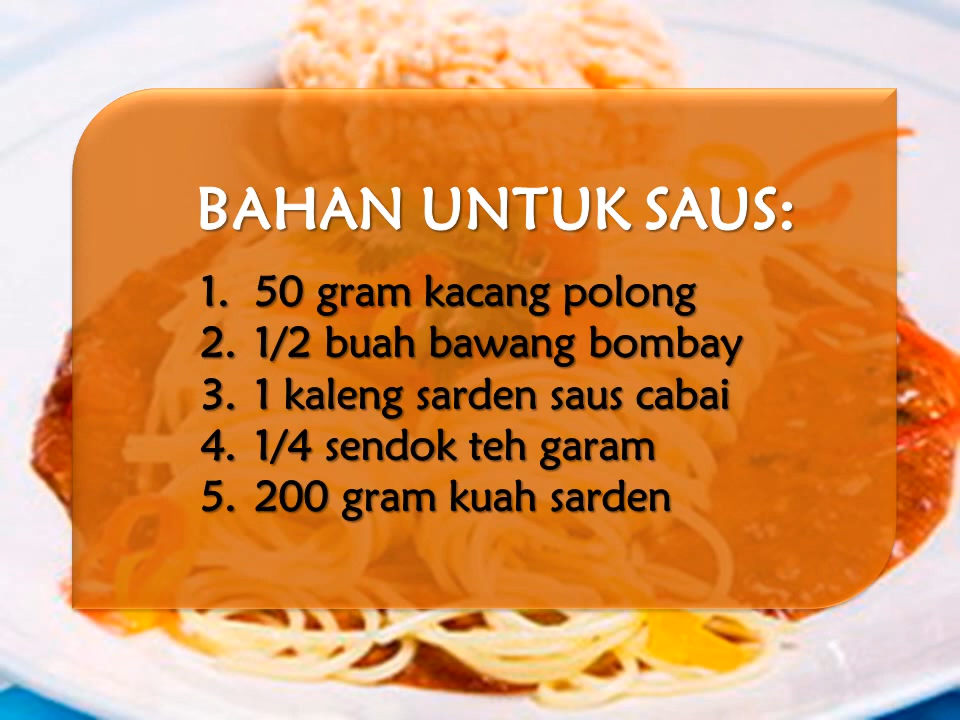 BAHAN UNTUK SAUS:
1. 50 gram kacang polong
2. 1/2 buah bawang bombay
3. 1 kaleng sarden saus cabai
4. 1/4 sendok teh garam
5. 200 gram kuah sarden